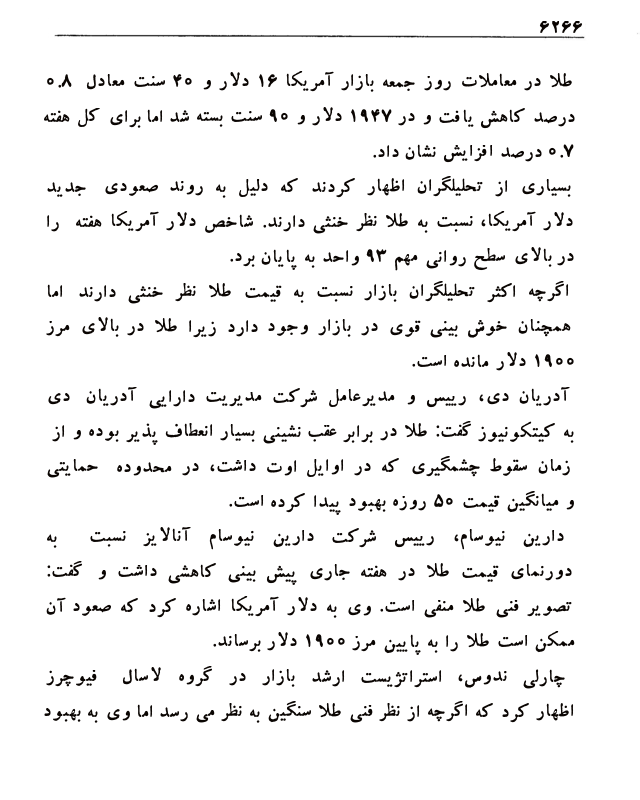 ۶۲۶۶
طلا در معاملات روز جمعه بازار آمریکا ۱۶ دلار و ۴۰ سنت معادل ۰.۸
درصد کاهش یافت و در ۱۹۴۷ دلار و ۹۰ سنت بسته شد اما برای کل هفته
۰.۷ درصد افزایش نشان داد.
بسیاری از تحلیلگران اظهار کردند که دلیل به روند صعودی جدید
دلار آمریکا، نسبت به طلا نظر خنثی دارند. شاخص دلار آمریکا هفته را
در بالای سطح روانی مهم ۹۳ واحد به پایان برد.
اگرچه اکثر تحلیلگران بازار نسبت به قیمت طلا نظر خنثی دارند اما
همچنان خوش بینی قوی در بازار وجود دارد زیرا طلا در بالای مرز
۱۹۰۰ دلار مانده است.
آدریان دی، رییس و مدیرعامل شرکت مدیریت دارایی آدریان دی
به کیتکونیوز گفت: طلا در برابر عقب نشینی بسیار انعطاف پذیر بوده و از
زمان سقوط چشمگیری که در اوایل اوت داشت، در محدوده حمایتی
و میانگین قیمت ۵۰ روزه بهبود پیدا کرده است.
دارین نیوسام، رییس شرکت دارین نیوسام آنالایز نسبت به
دورنمای قیمت طلا در هفته جاری پیش بینی کاهشی داشت و گفت:
تصویر فنی طلا منفی است. وی به دلار آمریکا اشاره کرد که صعود آن
ممکن است طلا را به پایین مرز ۱۹۰۰ دلار برساند.
چارلی ندوس، استراتژیست ارشد بازار در گروه لاسال فیوچرز
اظهار کرد که اگرچه از نظر فنی طلا سنگین به نظر می رسد اما وی به بهبود